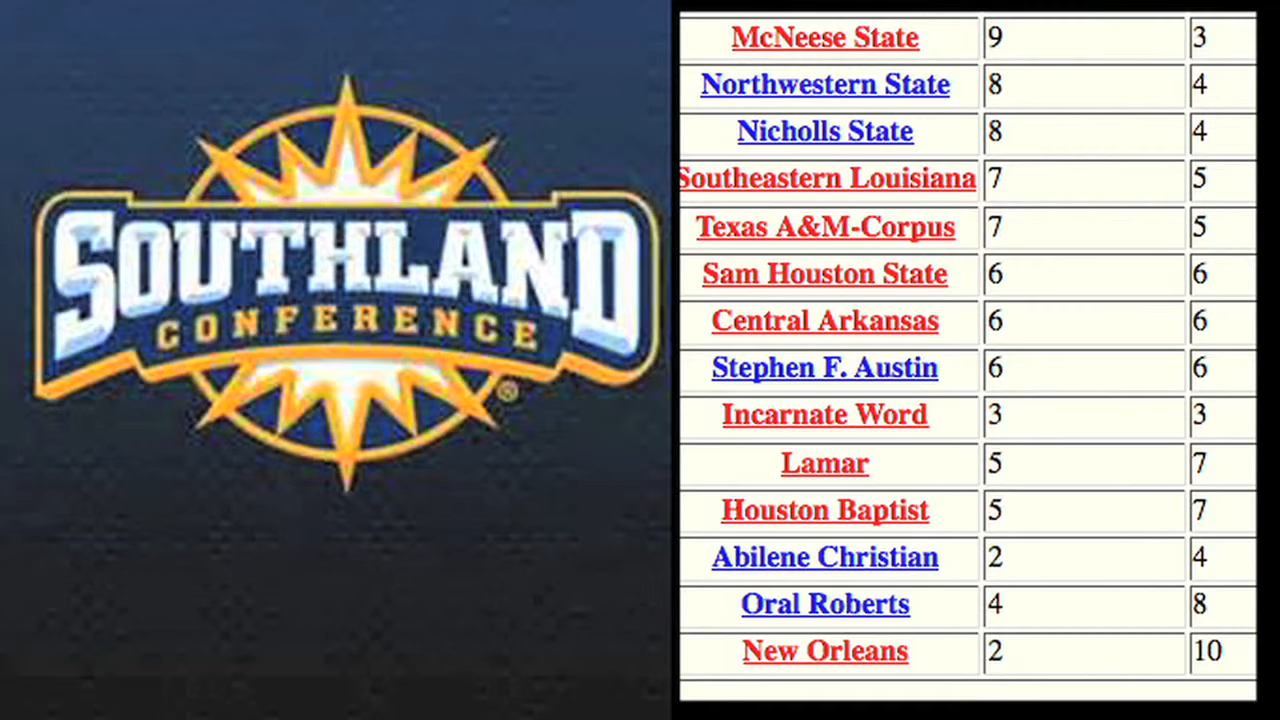 SOUTHLAND
CONFERENCE
®
McNeese State 9 3
Northwestern State 8 4
Nicholls State 8 4
Southeastern Louisiana 7 5
Texas A&M-Corpus 7 5
Sam Houston State 6 6
Central Arkansas 6 6
Stephen F. Austin 6 6
Incarnate Word 3 3
Lamar 5 7
Houston Baptist 5 7
Abilene Christian 2 4
Oral Roberts 4 8
New Orleans 2 10